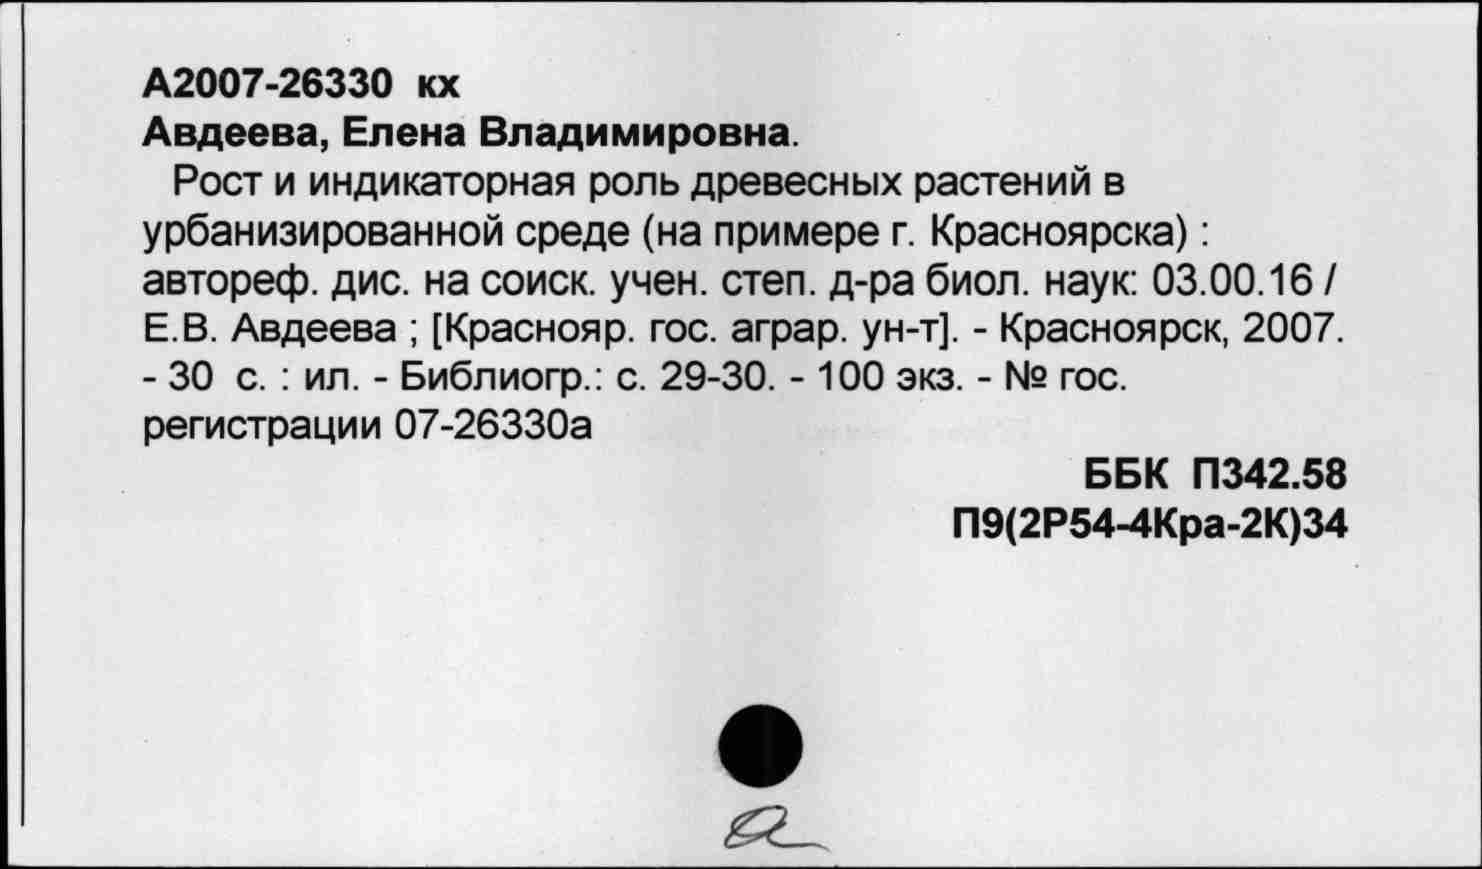 А2007-26330 кх
Авдеева, Елена Владимировна.
Рост и индикаторная роль древесных растений в
урбанизированной среде (на примере г. Красноярска) :
автореф. дис. на соиск. учен. степ. д-ра биол. наук: 03.00.16 /
Е.В. Авдеева ; [Краснояр. гос. аграр. ун-т]. - Красноярск, 2007.
- 30 с. : ил. - Библиогр.: с. 29-30. - 100 экз. - № гос.
регистрации 07-26330а
ББК П342.58
П9(2Р54-4Кра-2К)34
а